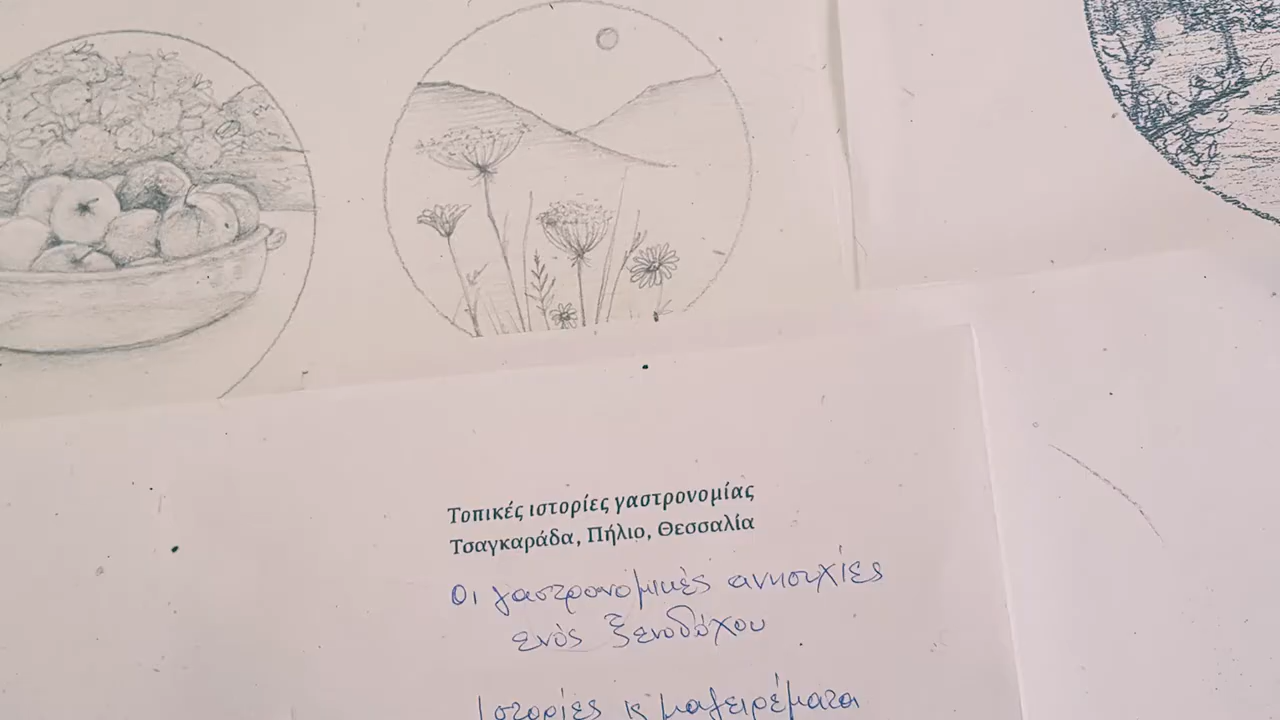 Τοπικές ιστορίες γαστρονομίας
Τσαγκαράδα, Πήλιο, Θεσσαλία
Οι γαστρονομικές ανησυχίες
ενός ξενοδόχου
Ιστορίες κ μαγειρέματα